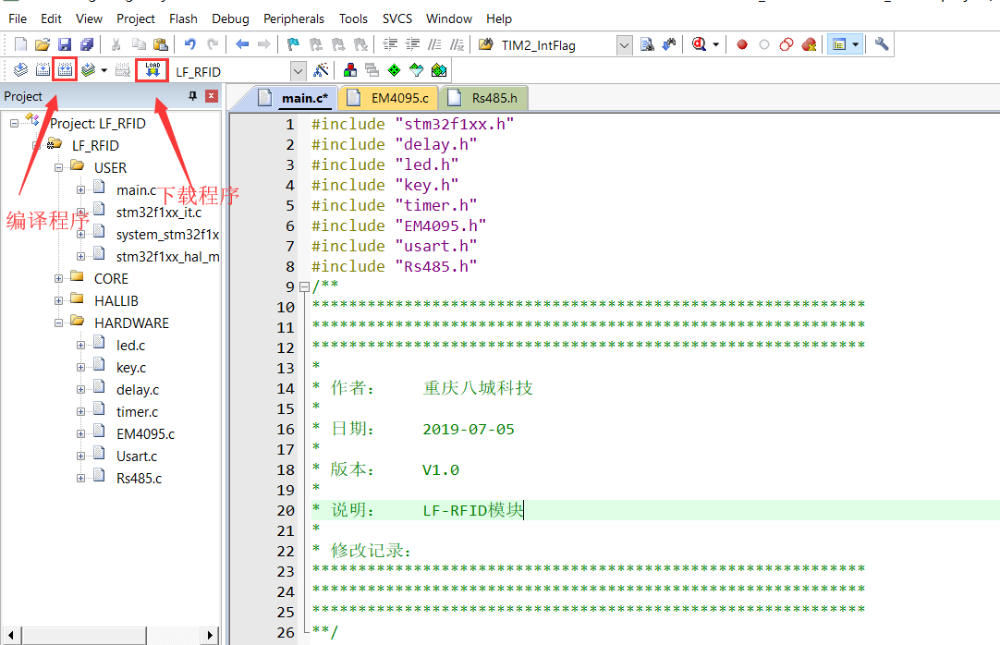 File Edit View Project Flash Debug Peripherals Tools SVCS Window Help
TIM2_IntFlag
LOAD LF_RFID
Project
main.c* EM4095.c Rs485.h
Project: LF_RFID
LF_RFID
USER
main.c
下载程序
stm32f1xx_it.c
编译程序
system_stm32f1x
stm32f1xx_hal_m
CORE
HALLIB
HARDWARE
led.c
key.c
delay.c
timer.c
EM4095.c
Usart.c
Rs485.c
1 #include "stm32f1xx.h"
2 #include "delay.h"
3 #include "led.h"
4 #include "key.h"
5 #include "timer.h"
6 #include "EM4095.h"
7 #include "usart.h"
8 #include "Rs485.h"
9 /**
10 ************************************************************
11 ************************************************************
12 ************************************************************
13 *
14 * 作者: 重庆八城科技
15 *
16 * 日期: 2019-07-05
17 *
18 * 版本: V1.0
19 *
20 * 说明: LF-RFID模块
21 *
22 * 修改记录:
23 ************************************************************
24 ************************************************************
25 ************************************************************
26 **/